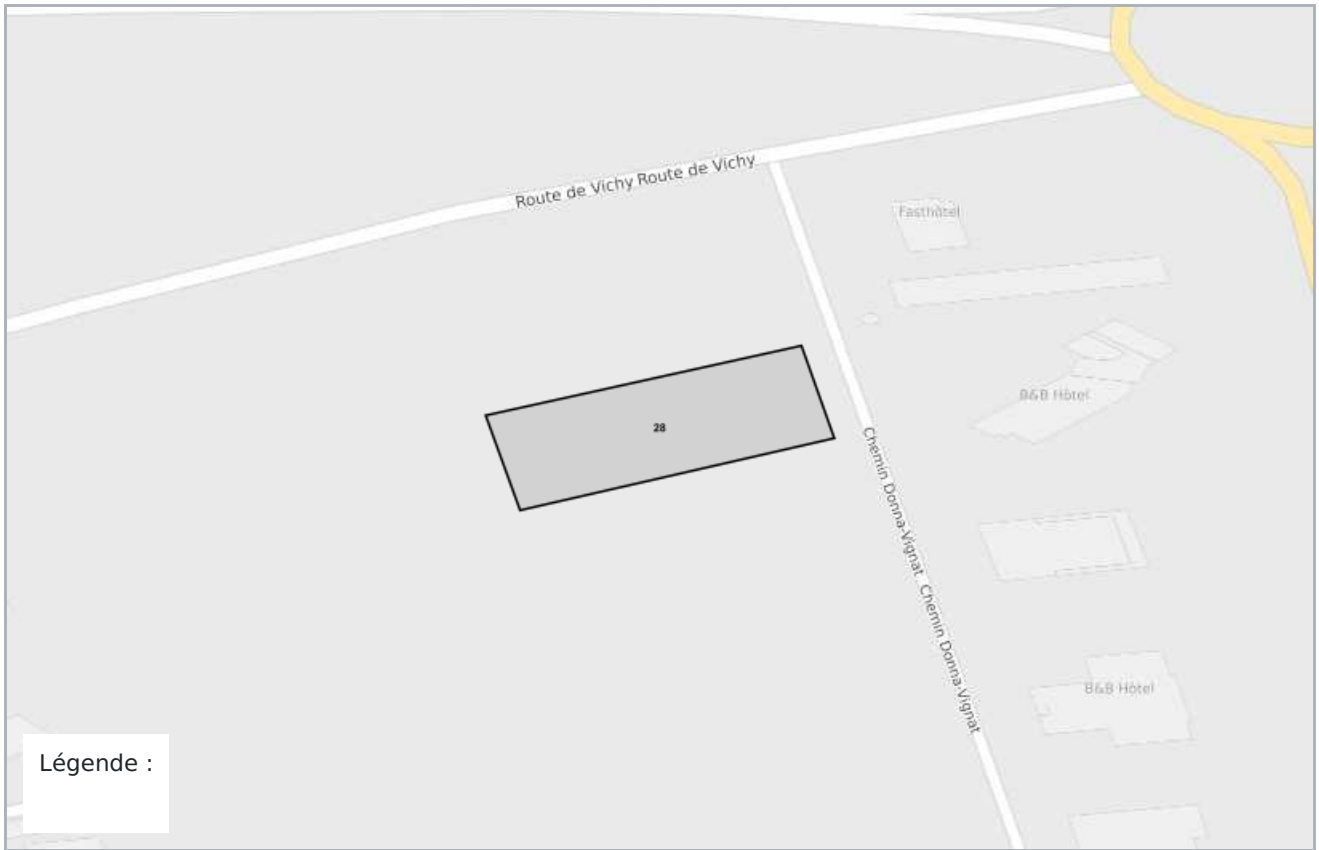 Route de Vichy Route de Vichy
Fasthôtel
B&B Hôtel
28
Chemin Donna-Vignat Chemin Donna-Vignat
B&B Hôtel
Légende :